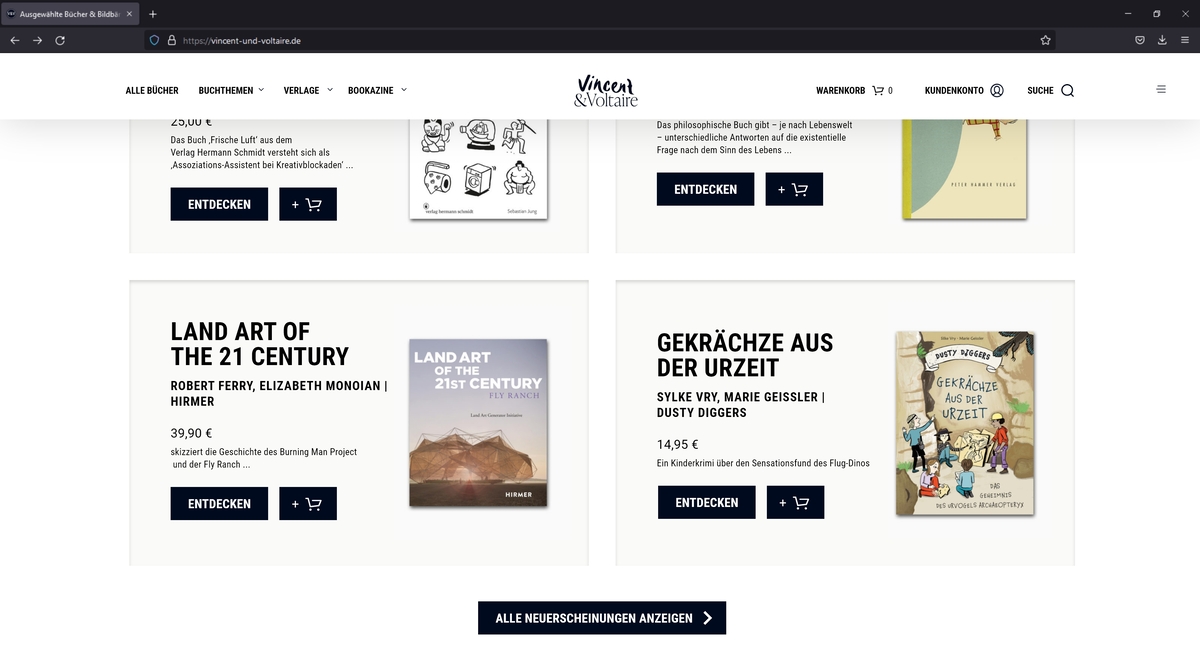 Ausgewählte Bücher & Bildbä
https://vincent-und-voltaire.de
ALLE BÜCHER
BUCHTHEMEN
VERLAGE
BOOKAZINE
Vincent
&Voltaire
WARENKORB 0
KUNDENKONTO
SUCHE
25,00 €
Das Buch ‚Frische Luft' aus dem
Verlag Hermann Schmidt versteht sich als
‚Assoziations-Assistent bei Kreativblockaden' ...
ENTDECKEN
+
verlag hermann schmidt
Sebastian Jung
Das philosophische Buch gibt – je nach Lebenswelt
– unterschiedliche Antworten auf die existentielle
Frage nach dem Sinn des Lebens ...
ENTDECKEN
+
PETER HAMMER VERLAG
LAND ART OF
THE 21 CENTURY
ROBERT FERRY, ELIZABETH MONOIAN |
HIRMER
39,90 €
skizziert die Geschichte des Burning Man Project
und der Fly Ranch ...
ENTDECKEN
+
LAND ART
OF THE
21ST CENTURY
FLY RANCH
Land Art Generator Initiative
HIRMER
GEKRÄCHZE AUS
DER URZEIT
SYLKE VRY, MARIE GEISSLER |
DUSTY DIGGERS
14,95 €
Ein Kinderkrimi über den Sensationsfund des Flug-Dinos
ENTDECKEN
+
Silke Vry · Marie Geissler
DUSTY DIGGERS
GEKRÄCHZE
AUS DER
URZEIT
DAS
GEHEIMNIS
DES URVOGELS ARCHAEOPTERYX
ALLE NEUERSCHEINUNGEN ANZEIGEN